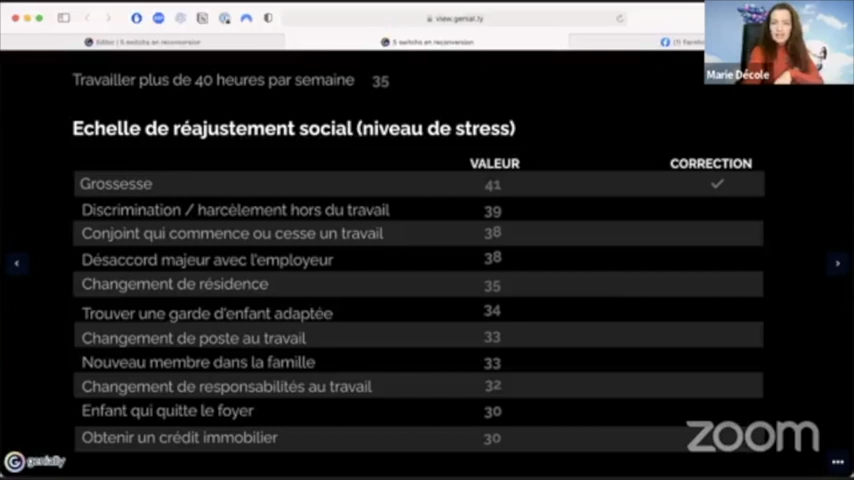 view.genial.ly
Editor | 5 switchs en reconversion
5 switchs en reconversion
Marie Décole
Travailler plus de 40 heures par semaine 35
Echelle de réajustement social (niveau de stress)
VALEUR CORRECTION
Grossesse 41 ✓
Discrimination / harcèlement hors du travail 39
Conjoint qui commence ou cesse un travail 38
Désaccord majeur avec l'employeur 38
Changement de résidence 35
Trouver une garde d'enfant adaptée 34
Changement de poste au travail 33
Nouveau membre dans la famille 33
Changement de responsabilités au travail 32
Enfant qui quitte le foyer 30
Obtenir un crédit immobilier 30
zoom
genially